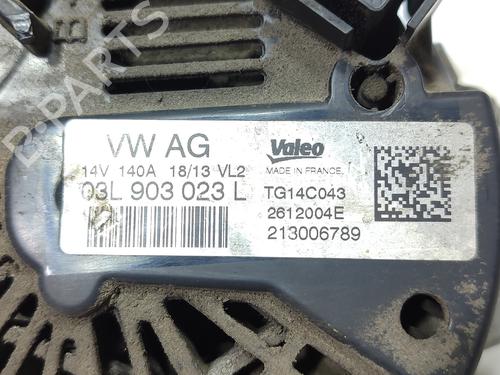 B-PARTS
VW AG
14V 140A 18/13 VL2
03L 903 023 L
Valeo
MADE IN FRANCE
TG14C043
2612004E
213006789